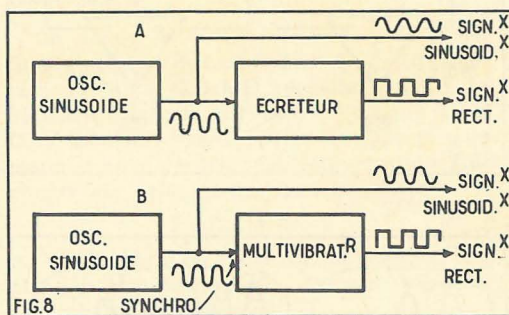 A
SIGN.X
SINUSOID.X
OSC.
SINUSOIDE
ECRETEUR
SIGN.X
RECT.
B
SIGN.X
SINUSOID.X
OSC.
SINUSOIDE
MULTIVIBRAT.R
SIGN.X
RECT.
FIG.8
SYNCHRO